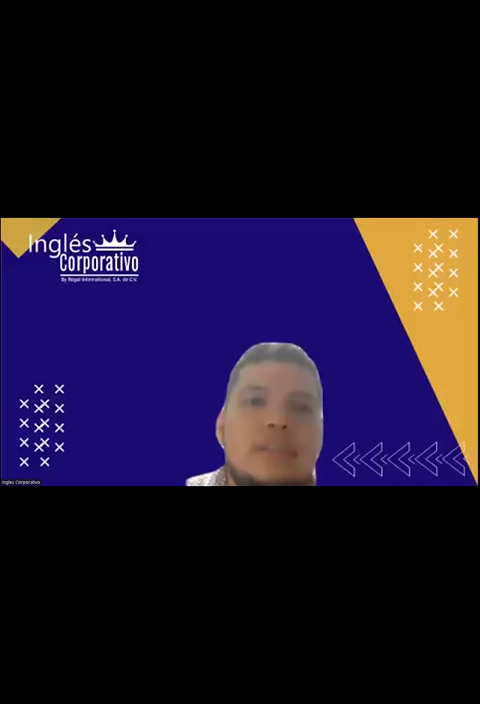 Inglés
Corporativo
By Regal International, S.A. de C.V.
Inglés Corporativo